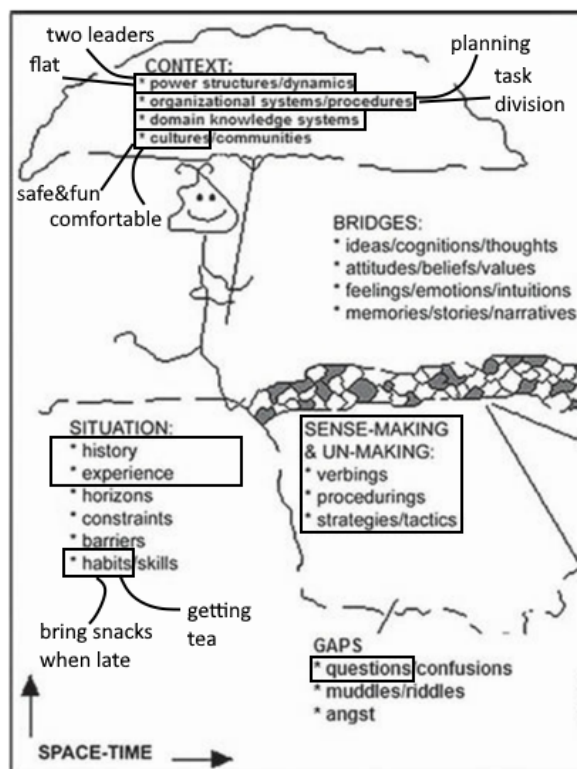 two leaders
flat
planning
task
division
CONTEXT:
* power structures/dynamics
* organizational systems/procedures
* domain knowledge systems
* cultures/communities
safe&fun
comfortable
BRIDGES:
* ideas/cognitions/thoughts
* attitudes/beliefs/values
* feelings/emotions/intuitions
* memories/stories/narratives
SITUATION:
* history
* experience
* horizons
* constraints
* barriers
* habits/skills
bring snacks
when late
getting
tea
SENSE-MAKING
& UN-MAKING:
* verbings
* procedurings
* strategies/tactics
GAPS
* questions/confusions
* muddles/riddles
* angst
SPACE-TIME